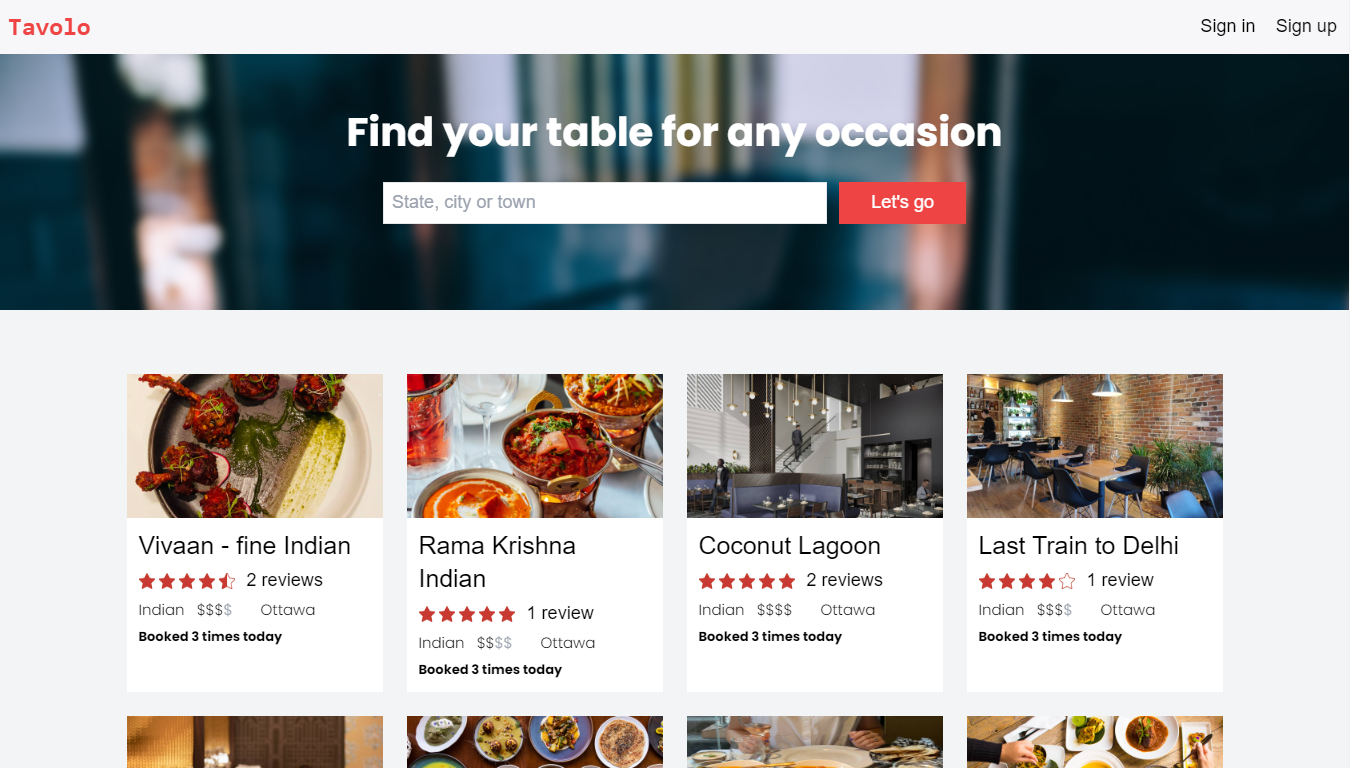 Tavolo
Sign in Sign up
Find your table for any occasion
State, city or town
Let's go
Vivaan - fine Indian
2 reviews
Indian $$$$ Ottawa
Booked 3 times today
Rama Krishna
Indian
1 review
Indian $$$$ Ottawa
Booked 3 times today
Coconut Lagoon
2 reviews
Indian $$$$ Ottawa
Booked 3 times today
Last Train to Delhi
1 review
Indian $$$$ Ottawa
Booked 3 times today